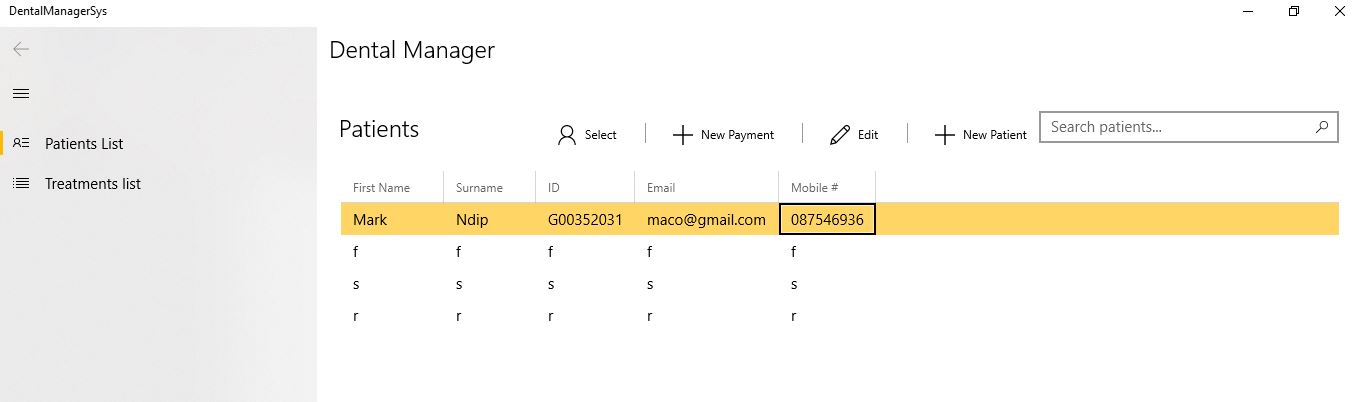 DentalManagerSys
Dental Manager
Patients List
Treatments list
Patients
Select
New Payment
Edit
New Patient
Search patients...
First Name Surname ID Email Mobile #
Mark Ndip G00352031 maco@gmail.com 087546936
f f f f f
s s s s s
r r r r r